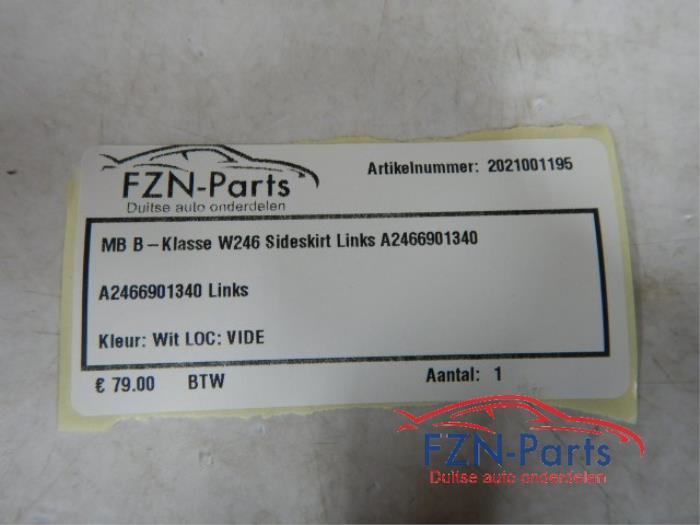 FZN-Parts
Duitse auto onderdelen
Artikelnummer: 2021001195
MB B-Klasse W246 Sideskirt Links A2466901340
A2466901340 Links
Kleur: Wit LOC: VIDE
€ 79.00 BTW Aantal: 1
FZN-Parts
Duitse auto onderdelen